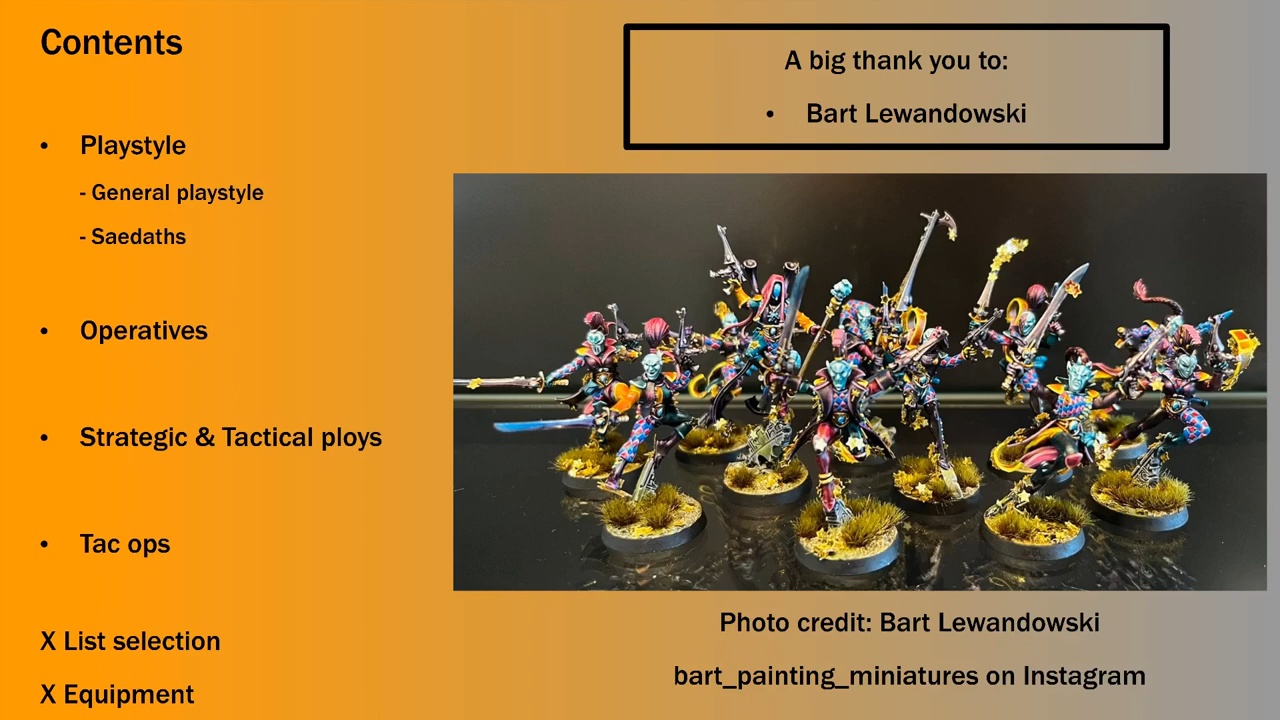 Contents
• Playstyle
- General playstyle
- Saedaths
• Operatives
• Strategic & Tactical ploys
• Tac ops
X List selection
X Equipment
A big thank you to:
• Bart Lewandowski
Photo credit: Bart Lewandowski
bart_painting_miniatures on Instagram